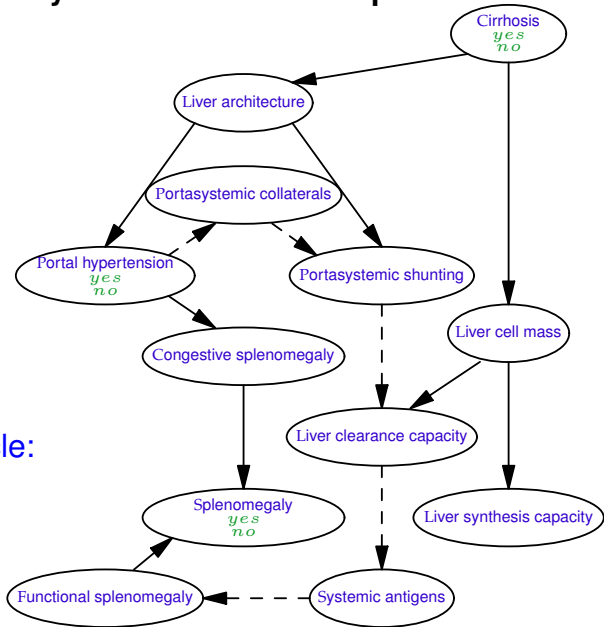 Cirrhosis
yes
no
Liver architecture
Portasystemic collaterals
Portal hypertension
yes
no
Portasystemic shunting
Liver cell mass
Congestive splenomegaly
Liver clearance capacity
le:
Splenomegaly
yes
no
Liver synthesis capacity
Functional splenomegaly
Systemic antigens